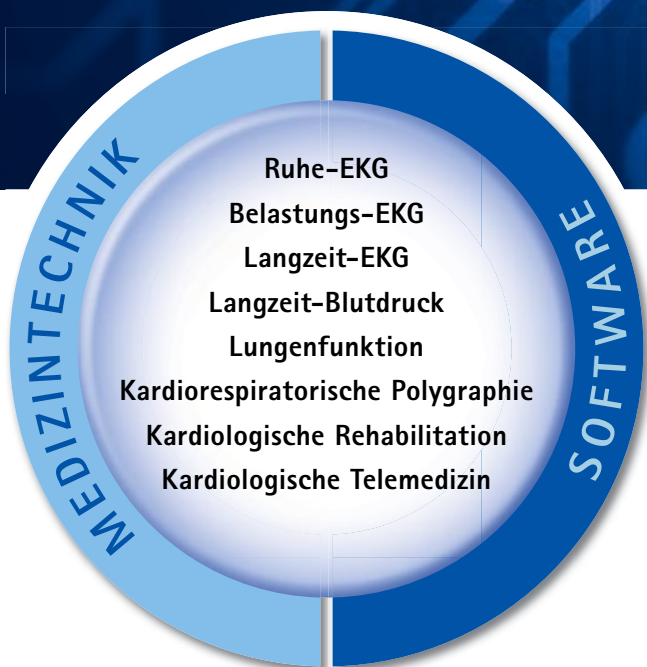 MEDIZINTECHNIK
Ruhe-EKG
Belastungs-EKG
Langzeit-EKG
Langzeit-Blutdruck
Lungenfunktion
Kardiorespiratorische Polygraphie
Kardiologische Rehabilitation
Kardiologische Telemedizin
SOFTWARE